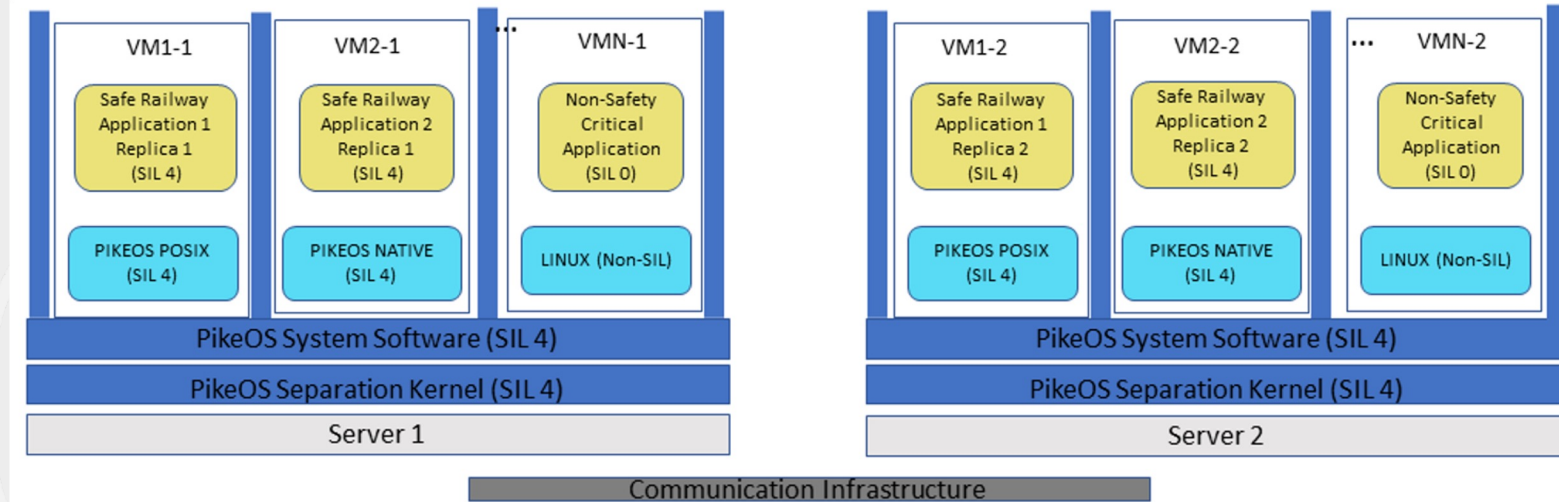 VM1-1
Safe Railway
Application 1
Replica 1
(SIL 4)
PIKEOS POSIX
(SIL 4)
VM2-1
Safe Railway
Application 2
Replica 1
(SIL 4)
PIKEOS NATIVE
(SIL 4)
...
VMN-1
Non-Safety
Critical
Application
(SIL 0)
LINUX (Non-SIL)
PikeOS System Software (SIL 4)
PikeOS Separation Kernel (SIL 4)
Server 1
VM1-2
Safe Railway
Application 1
Replica 2
(SIL 4)
PIKEOS POSIX
(SIL 4)
VM2-2
Safe Railway
Application 2
Replica 2
(SIL 4)
PIKEOS NATIVE
(SIL 4)
...
VMN-2
Non-Safety
Critical
Application
(SIL 0)
LINUX (Non-SIL)
PikeOS System Software (SIL 4)
PikeOS Separation Kernel (SIL 4)
Server 2
Communication Infrastructure